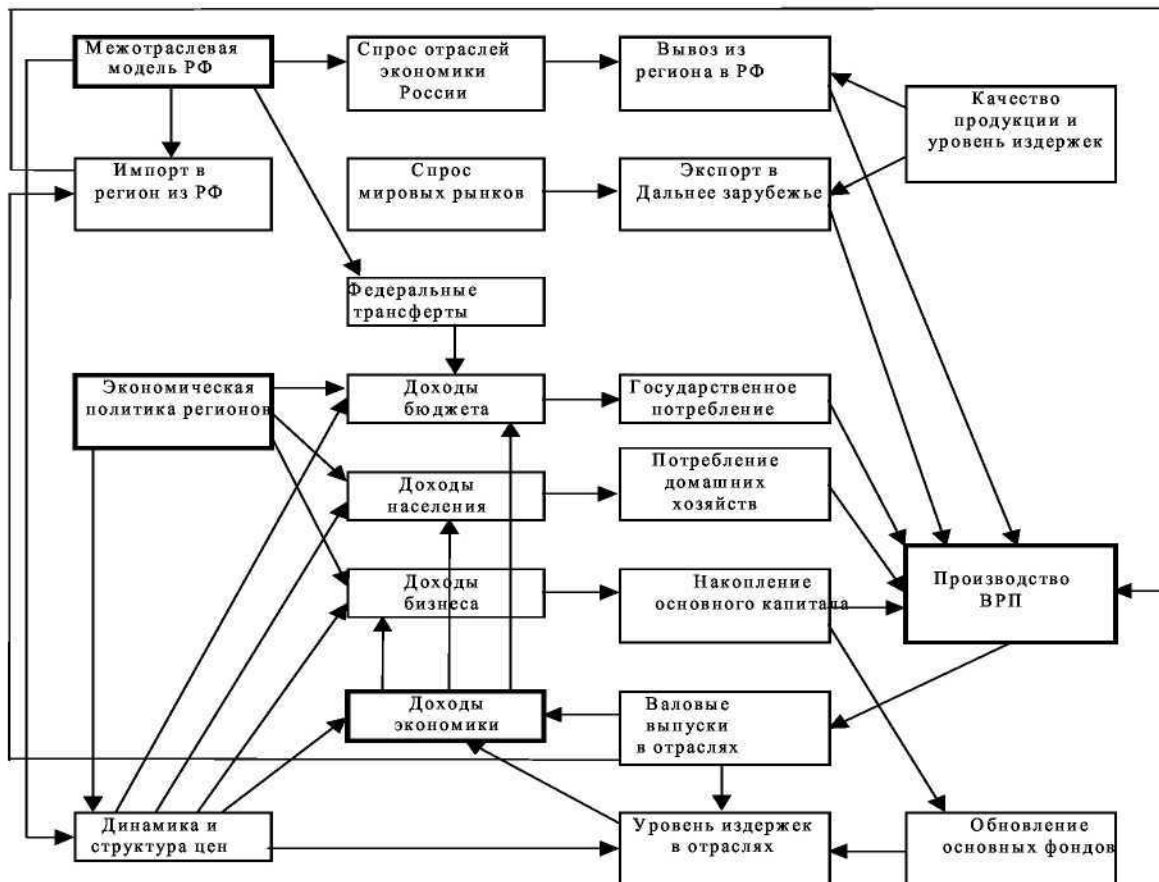 Межотраслевая
модель РФ
Спрос отраслей
экономики
России
Вывоз из
региона в РФ
Качество
продукции и
уровень издержек
Импорт в
регион из РФ
Спрос
мировых рынков
Экспорт в
Дальнее зарубежье
Федеральные
трансферты
Экономическая
политика регионов
Доходы
бюджета
Государственное
потребление
Доходы
населения
Потребление
домашних
хозяйств
Доходы
бизнеса
Накопление
основного капитала
Производство
ВРП
Доходы
экономики
Валовые
выпуски
в отраслях
Динамика и
структура цен
Уровень издержек
в отраслях
Обновление
основных фондов